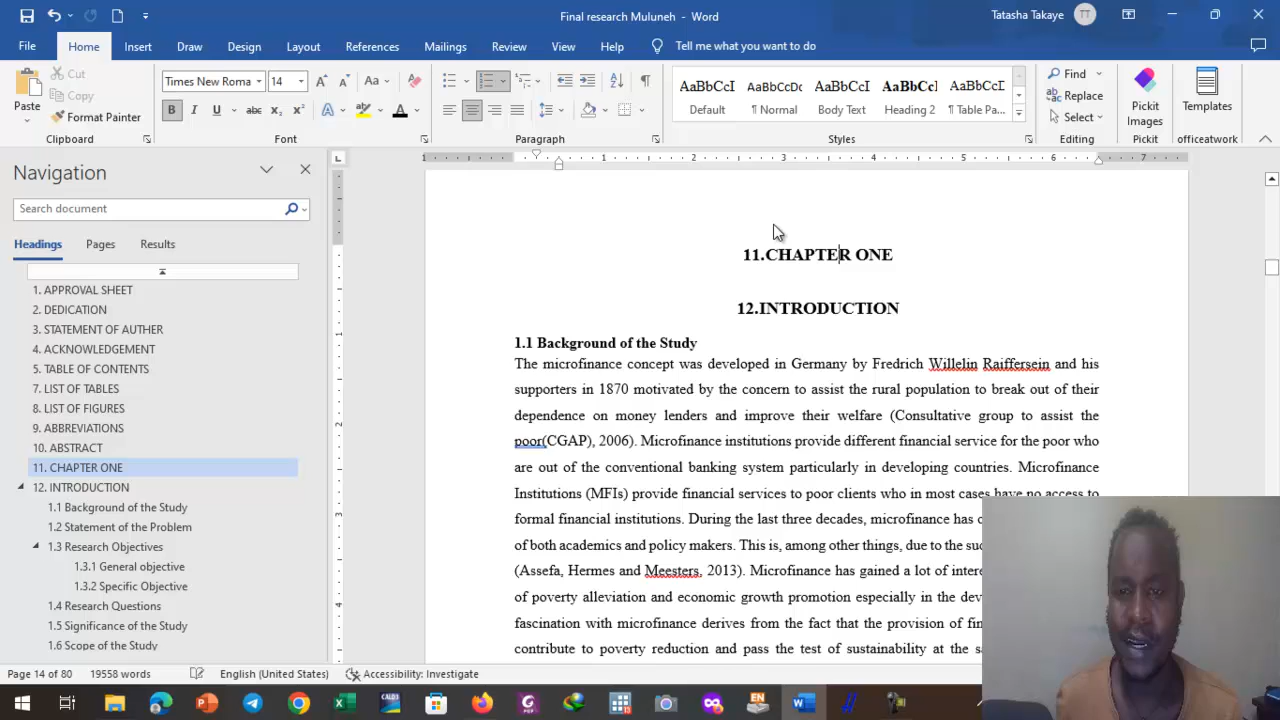 Final research Muluneh - Word
Tatasha Takaye TT
File Home Insert Draw Design Layout References Mailings Review View Help Tell me what you want to do
Paste
Cut
Copy
Format Painter
Clipboard
Times New Roma 14
Font
Paragraph
AaBbCcI AaBbCcDc AaBbCcI AaBbCcI AaBbCcI
Default ¶ Normal Body Text Heading 2 ¶ Table Pa...
Styles
Find
Replace
Select
Editing
Pickit
Images
Pickit
Templates
officeatwork
Navigation
Search document
Headings Pages Results
1. APPROVAL SHEET
2. DEDICATION
3. STATEMENT OF AUTHER
4. ACKNOWLEDGEMENT
5. TABLE OF CONTENTS
7. LIST OF TABLES
8. LIST OF FIGURES
9. ABBREVIATIONS
10. ABSTRACT
11. CHAPTER ONE
12. INTRODUCTION
1.1 Background of the Study
1.2 Statement of the Problem
1.3 Research Objectives
1.3.1 General objective
1.3.2 Specific Objective
1.4 Research Questions
1.5 Significance of the Study
1.6 Scope of the Study
1 1 2 3 4 5 6 7
1
2
3
4
11.CHAPTER ONE
12.INTRODUCTION
1.1 Background of the Study
The microfinance concept was developed in Germany by Fredrich Willelin Raiffersein and his
supporters in 1870 motivated by the concern to assist the rural population to break out of their
dependence on money lenders and improve their welfare (Consultative group to assist the
poor(CGAP), 2006). Microfinance institutions provide different financial service for the poor who
are out of the conventional banking system particularly in developing countries. Microfinance
Institutions (MFIs) provide financial services to poor clients who in most cases have no access to
formal financial institutions. During the last three decades, microfinance has
of both academics and policy makers. This is, among other things, due to the
(Assefa, Hermes and Meesters, 2013). Microfinance has gained a lot of
of poverty alleviation and economic growth promotion especially in the
fascination with microfinance derives from the fact that the provision of
contribute to poverty reduction and pass the test of sustainability at the
Page 14 of 80 19558 words English (United States) Accessibility: Investigate